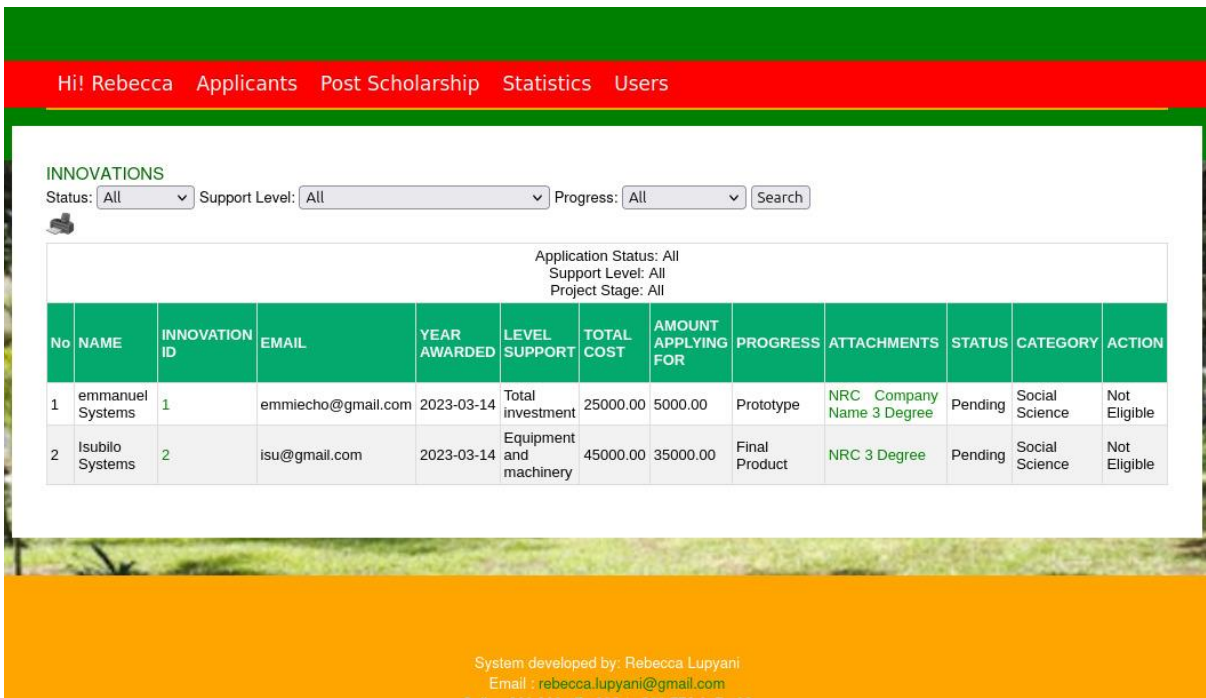 Hi! Rebecca Applicants Post Scholarship Statistics Users
INNOVATIONS
Status: All Support Level: All Progress: All Search
Application Status: All
Support Level: All
Project Stage: All
No NAME INNOVATION ID EMAIL YEAR AWARDED LEVEL SUPPORT TOTAL COST AMOUNT APPLYING FOR PROGRESS ATTACHMENTS STATUS CATEGORY ACTION
1 emmanuel Systems 1 emmiecho@gmail.com 2023-03-14 Total investment 25000.00 5000.00 Prototype NRC Company Name 3 Degree Pending Social Science Not Eligible
2 Isubilo Systems 2 isu@gmail.com 2023-03-14 Equipment and machinery 45000.00 35000.00 Final Product NRC 3 Degree Pending Social Science Not Eligible
System developed by: Rebecca Lupyani
Email : rebecca.lupyani@gmail.com